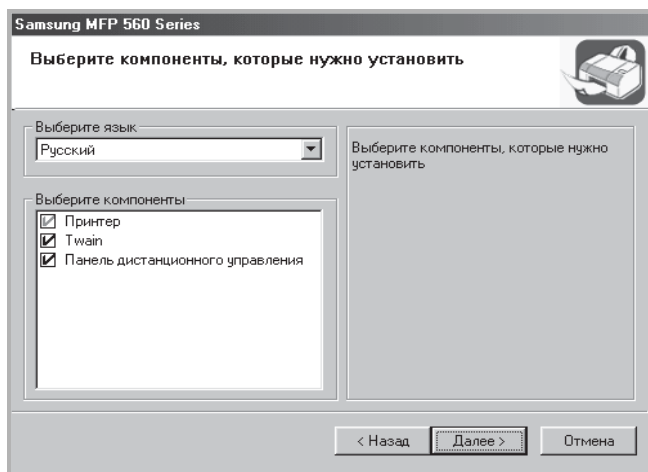 Samsung MFP 560 Series
Выберите компоненты, которые нужно установить
Выберите язык
Русский
Выберите компоненты, которые нужно
установить
Выберите компоненты
Принтер
Twain
Панель дистанционного управления
< Назад
Далее >
Отмена